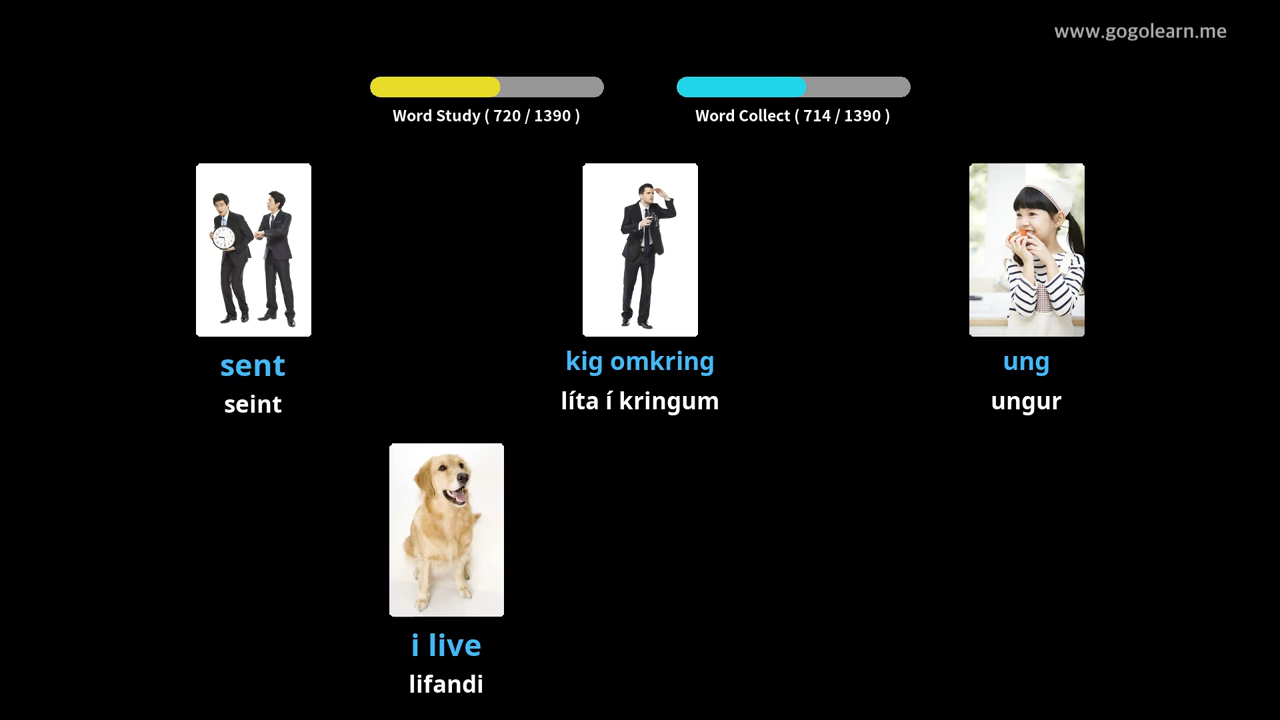 www.gogolearn.me
Word Study ( 720 / 1390 )
Word Collect ( 714 / 1390 )
sent
seint
kig omkring
líta í kringum
ung
ungur
i live
lifandi